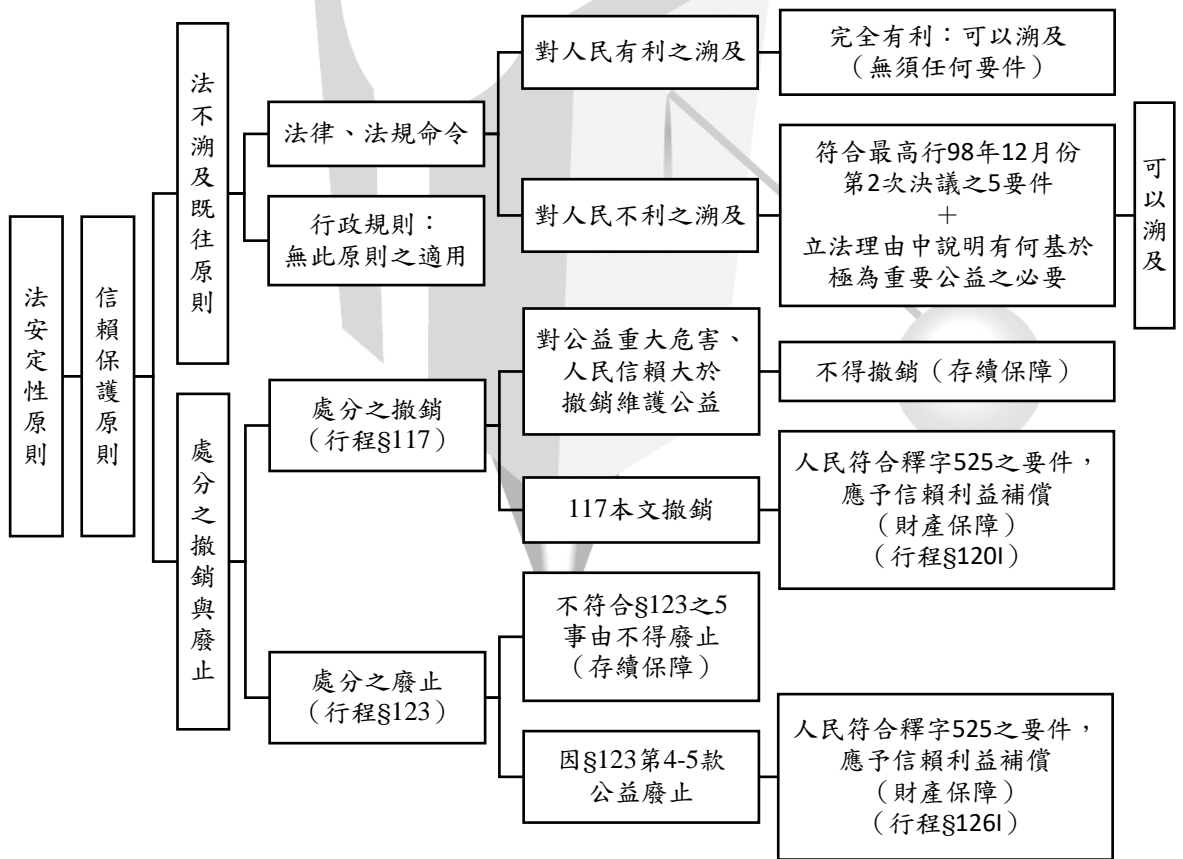 法安定性原則
信賴保護原則
法不溯及既往原則
法律、法規命令
對人民有利之溯及
完全有利：可以溯及
（無須任何要件）
對人民不利之溯及
符合最高行98年12月份
第2次決議之5要件
＋
立法理由中說明有何基於
極為重要公益之必要
可以溯及
行政規則：
無此原則之適用
處分之撤銷與廢止
處分之撤銷
（行程§117）
對公益重大危害、
人民信賴大於
撤銷維護公益
不得撤銷（存續保障）
117本文撤銷
人民符合釋字525之要件，
應予信賴利益補償
（財產保障）
（行程§120I）
處分之廢止
（行程§123）
不符合§123之5
事由不得廢止
（存續保障）
因§123第4-5款
公益廢止
人民符合釋字525之要件，
應予信賴利益補償
（財產保障）
（行程§126I）